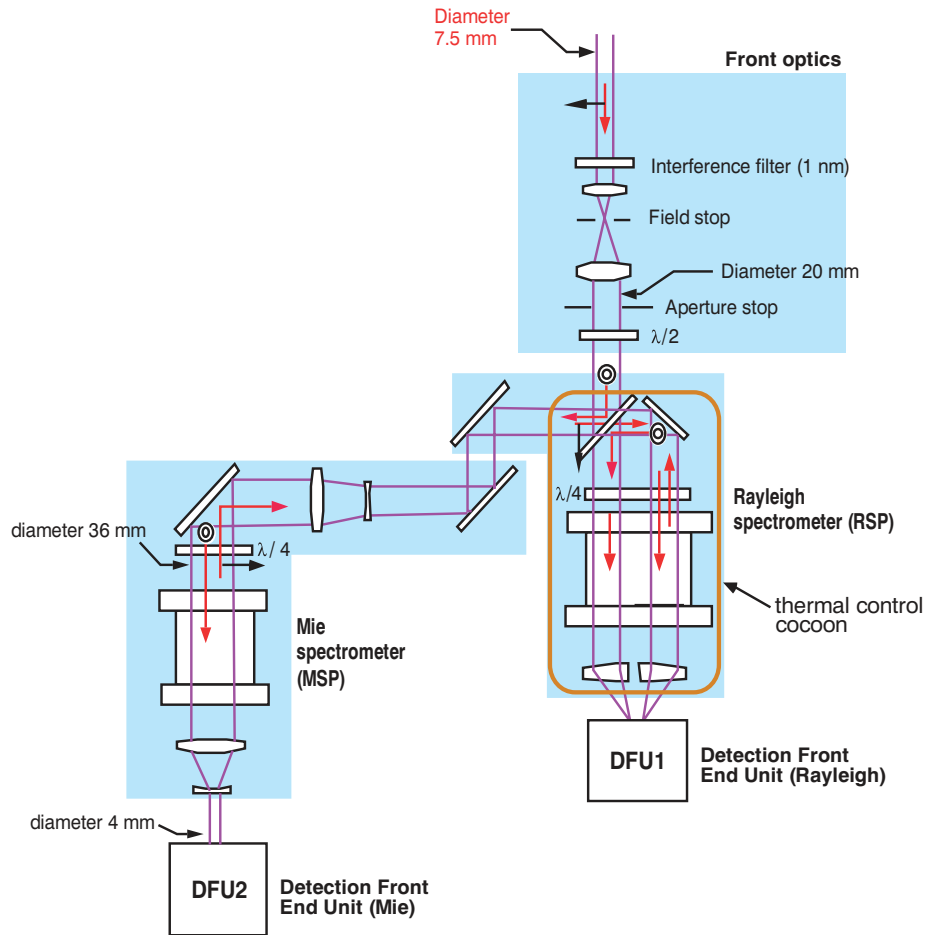 Diameter
7.5 mm
Front optics
Interference filter (1 nm)
Field stop
Diameter 20 mm
Aperture stop
λ/2
λ/4
Rayleigh
spectrometer (RSP)
diameter 36 mm
λ/ 4
thermal control
cocoon
Mie
spectrometer
(MSP)
DFU1
Detection Front
End Unit (Rayleigh)
diameter 4 mm
DFU2
Detection Front
End Unit (Mie)